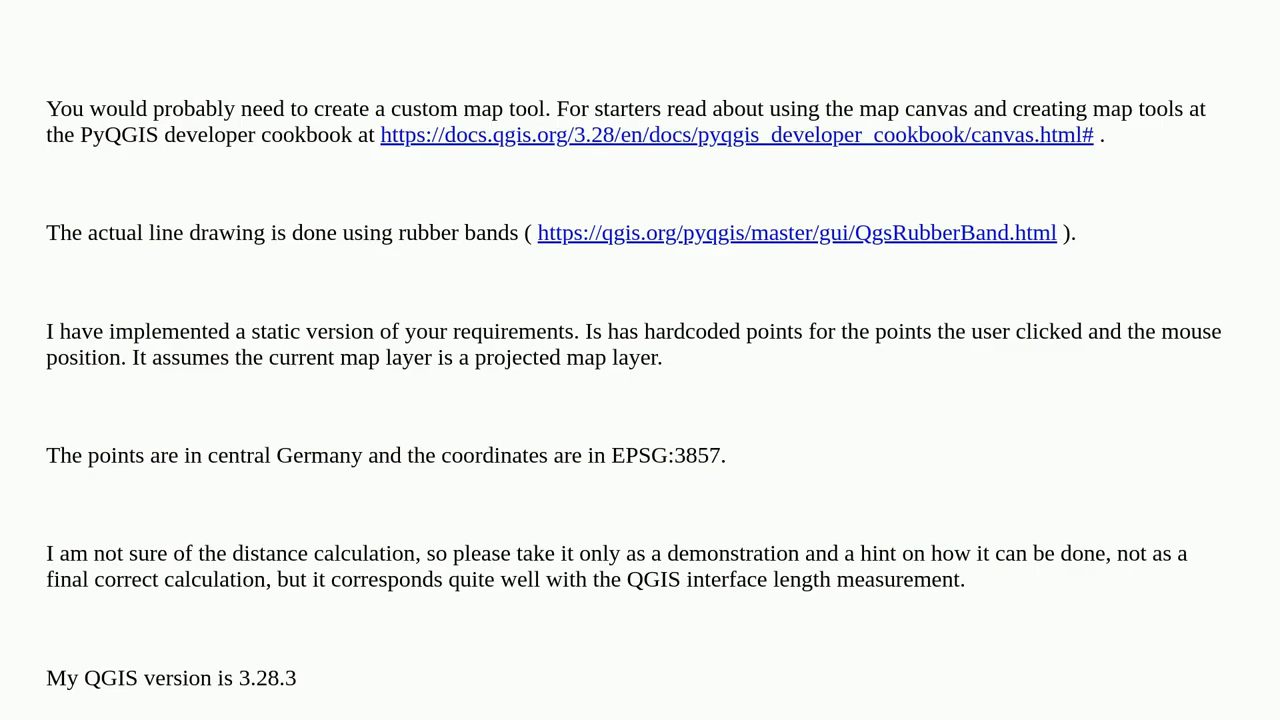 You would probably need to create a custom map tool. For starters read about using the map canvas and creating map tools at
the PyQGIS developer cookbook at https://docs.qgis.org/3.28/en/docs/pyqgis_developer_cookbook/canvas.html# .
The actual line drawing is done using rubber bands ( https://qgis.org/pyqgis/master/gui/QgsRubberBand.html ).
I have implemented a static version of your requirements. Is has hardcoded points for the points the user clicked and the mouse
position. It assumes the current map layer is a projected map layer.
The points are in central Germany and the coordinates are in EPSG:3857.
I am not sure of the distance calculation, so please take it only as a demonstration and a hint on how it can be done, not as a
final correct calculation, but it corresponds quite well with the QGIS interface length measurement.
My QGIS version is 3.28.3